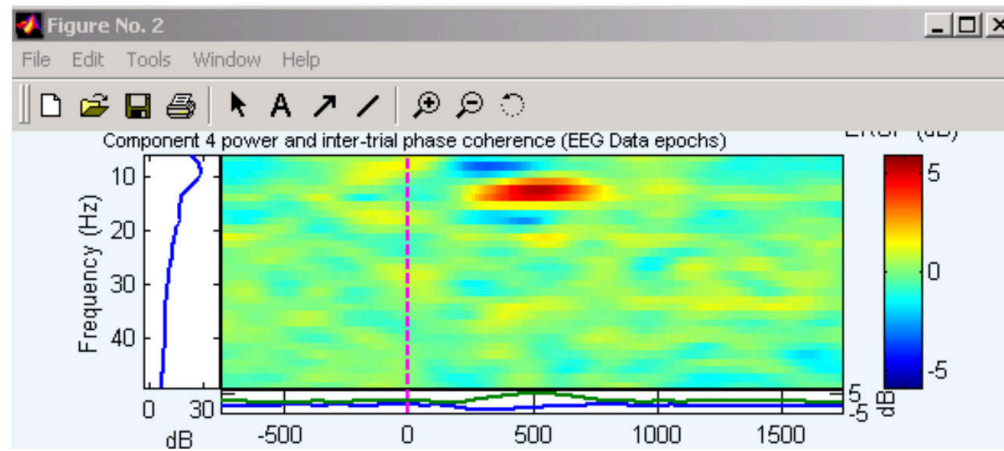 Figure No. 2
File Edit Tools Window Help
A
Component 4 power and inter-trial phase coherence (EEG Data epochs)
(dB)
10
20
30
40
Frequency (Hz)
5
0
-5
5
-5
dB
0 30
dB
-500 0 500 1000 1500